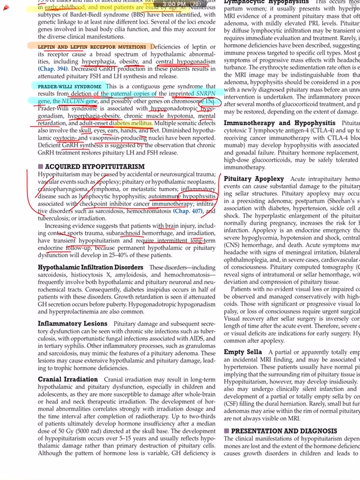 in early childhood, and most patients
subtypes of Bardet-Biedl syndrome (BBS) have been identified, with
genetic linkage to at least nine different loci. Several of the loci encode
genes involved in basal body cilia function, and this may account for
the diverse clinical manifestations.
LEPTIN AND LEPTIN RECEPTOR MUTATIONS Deficiencies of leptin or
its receptor cause a broad spectrum of hypothalamic abnormal-
ities, including hyperphagia, obesity, and central hypogonadism
(Chap. 394). Decreased GnRH production in these patients results in
attenuated pituitary FSH and LH synthesis and release.
PRADER-WILLI SYNDROME This is a contiguous gene syndrome that
results from deletion of the paternal copies of the imprinted SNRPN
gene, the NECDIN gene, and possibly other genes on chromosome 15q.
Prader-Willi syndrome is associated with hypogonadotropic hypo-
gonadism, hyperphagia-obesity, chronic muscle hypotonia, mental
retardation, and adult-onset diabetes mellitus. Multiple somatic defects
also involve the skull, eyes, ears, hands, and feet. Diminished hypotha-
lamic oxytocin- and vasopressin-producing nuclei have been reported.
Deficient GnRH synthesis is suggested by the observation that chronic
GnRH treatment restores pituitary LH and FSH release.
■ ACQUIRED HYPOPITUITARISM
Hypopituitarism may be caused by accidental or neurosurgical trauma;
vascular events such as apoplexy; pituitary or hypothalamic neoplasms,
craniopharyngioma, lymphoma, or metastatic tumors; inflammatory
disease such as lymphocytic hypophysitis; autoimmune hypophysitis
associated with checkpoint inhibitor cancer immunotherapy; infiltra-
tive disorders such as sarcoidosis, hemochromatosis (Chap. 407), and
tuberculosis; or irradiation.
Increasing evidence suggests that patients with brain injury, includ-
ing contact sports trauma, subarachnoid hemorrhage, and irradiation,
have transient hypopituitarism and require intermittent long-term
endocrine follow-up, because permanent hypothalamic or pituitary
dysfunction will develop in 25–40% of these patients.
Hypothalamic Infiltration Disorders These disorders—including
sarcoidosis, histiocytosis X, amyloidosis, and hemochromatosis—
frequently involve both hypothalamic and pituitary neuronal and neu-
rochemical tracts. Consequently, diabetes insipidus occurs in half of
patients with these disorders. Growth retardation is seen if attenuated
GH secretion occurs before puberty. Hypogonadotropic hypogonadism
and hyperprolactinemia are also common.
Inflammatory Lesions Pituitary damage and subsequent secre-
tory dysfunction can be seen with chronic site infections such as tuber-
culosis, with opportunistic fungal infections associated with AIDS, and
in tertiary syphilis. Other inflammatory processes, such as granulomas
and sarcoidosis, may mimic the features of a pituitary adenoma. These
lesions may cause extensive hypothalamic and pituitary damage, lead-
ing to trophic hormone deficiencies.
Cranial Irradiation Cranial irradiation may result in long-term
hypothalamic and pituitary dysfunction, especially in children and
adolescents, as they are more susceptible to damage after whole-brain
or head and neck therapeutic irradiation. The development of hor-
monal abnormalities correlates strongly with irradiation dosage and
the time interval after completion of radiotherapy. Up to two-thirds
of patients ultimately develop hormone insufficiency after a median
dose of 50 Gy (5000 rad) directed at the skull base. The development
of hypopituitarism occurs over 5–15 years and usually reflects hypo-
thalamic damage rather than primary destruction of pituitary cells.
Although the pattern of hormone loss is variable, GH deficiency is
partum women; it usually presents with hyperprolac
MRI evidence of a prominent pituitary mass that often
adenoma, with mildly elevated PRL levels. Pituitary
by diffuse lymphocytic infiltration may be transient o
requires immediate evaluation and treatment. Rarely, i
hormone deficiencies have been described, suggesting
immune process targeted to specific cell types. Most p
symptoms of progressive mass effects with headache
turbance. The erythrocyte sedimentation rate often is e
the MRI image may be indistinguishable from tha
adenoma, hypophysitis should be considered in a pos
with a newly diagnosed pituitary mass before an unne
intervention is undertaken. The inflammatory process
after several months of glucocorticoid treatment, and p
may be restored, depending on the extent of damage.
Immunotherapy and Hypophysitis Pituitary
cytotoxic T lymphocyte antigen-4 (CTLA-4) and up to
receiving cancer immunotherapy with CTLA-4 bloc
mumab) may develop hypophysitis with associated
and gonadal failure. Pituitary hormone replacement,
high-dose glucocorticoids, may be safely tolerated
immunotherapy.
Pituitary Apoplexy Acute intrapituitary hemor
events can cause substantial damage to the pituitary
ing sellar structures. Pituitary apoplexy may occur
in a preexisting adenoma; postpartum (Sheehan's s
association with diabetes, hypertension, sickle cell a
shock. The hyperplastic enlargement of the pituitar
normally during pregnancy, increases the risk for h
infarction. Apoplexy is an endocrine emergency tha
severe hypoglycemia, hypotension and shock, central
(CNS) hemorrhage, and death. Acute symptoms may
headache with signs of meningeal irritation, bilateral
ophthalmoplegia, and, in severe cases, cardiovascular c
of consciousness. Pituitary computed tomography (C
reveal signs of intratumoral or sellar hemorrhage, wit
deviation and compression of pituitary tissue.
Patients with no evident visual loss or impaired c
be observed and managed conservatively with high-
coids. Those with significant or progressive visual lo
palsy, or loss of consciousness require urgent surgical
Visual recovery after sellar surgery is inversely corr
length of time after the acute event. Therefore, severe o
or visual deficits are indications for early surgery. Hy
common after apoplexy.
Empty Sella A partial or apparently totally emp
an incidental MRI finding, and may be associated w
hypertension. These patients usually have normal pit
implying that the surrounding rim of pituitary tissue is
Hypopituitarism, however, may develop insidiously.
also may undergo clinically silent infarction and
development of a partial or totally empty sella by cer
(CSF) filling the dural herniation. Rarely, small but fun
adenomas may arise within the rim of normal pituitary
are not always visible on MRI.
■ PRESENTATION AND DIAGNOSIS
The clinical manifestations of hypopituitarism depen
mones are lost and the extent of the hormone deficienc
causes growth disorders in children and leads to